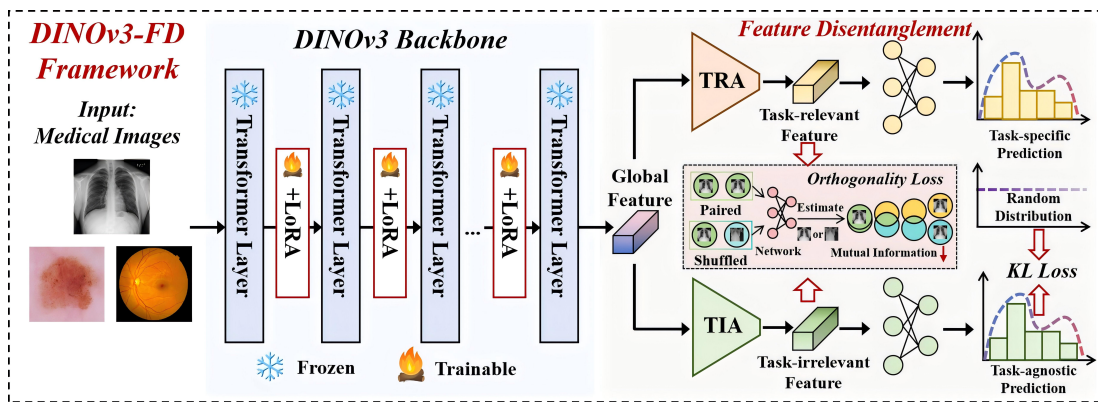 DINOv3-FD
Framework
Input:
Medical Images
DINOv3 Backbone
Transformer Layer
+LoRA
Transformer Layer
+LoRA
Transformer Layer
...
+LoRA
Transformer Layer
Frozen
Trainable
Feature Disentanglement
Global
Feature
TRA
Task-relevant
Feature
Task-specific
Prediction
Orthogonality Loss
Paired
Shuffled
Network
Estimate
or
Mutual Information
Random
Distribution
KL Loss
TIA
Task-irrelevant
Feature
Task-agnostic
Prediction